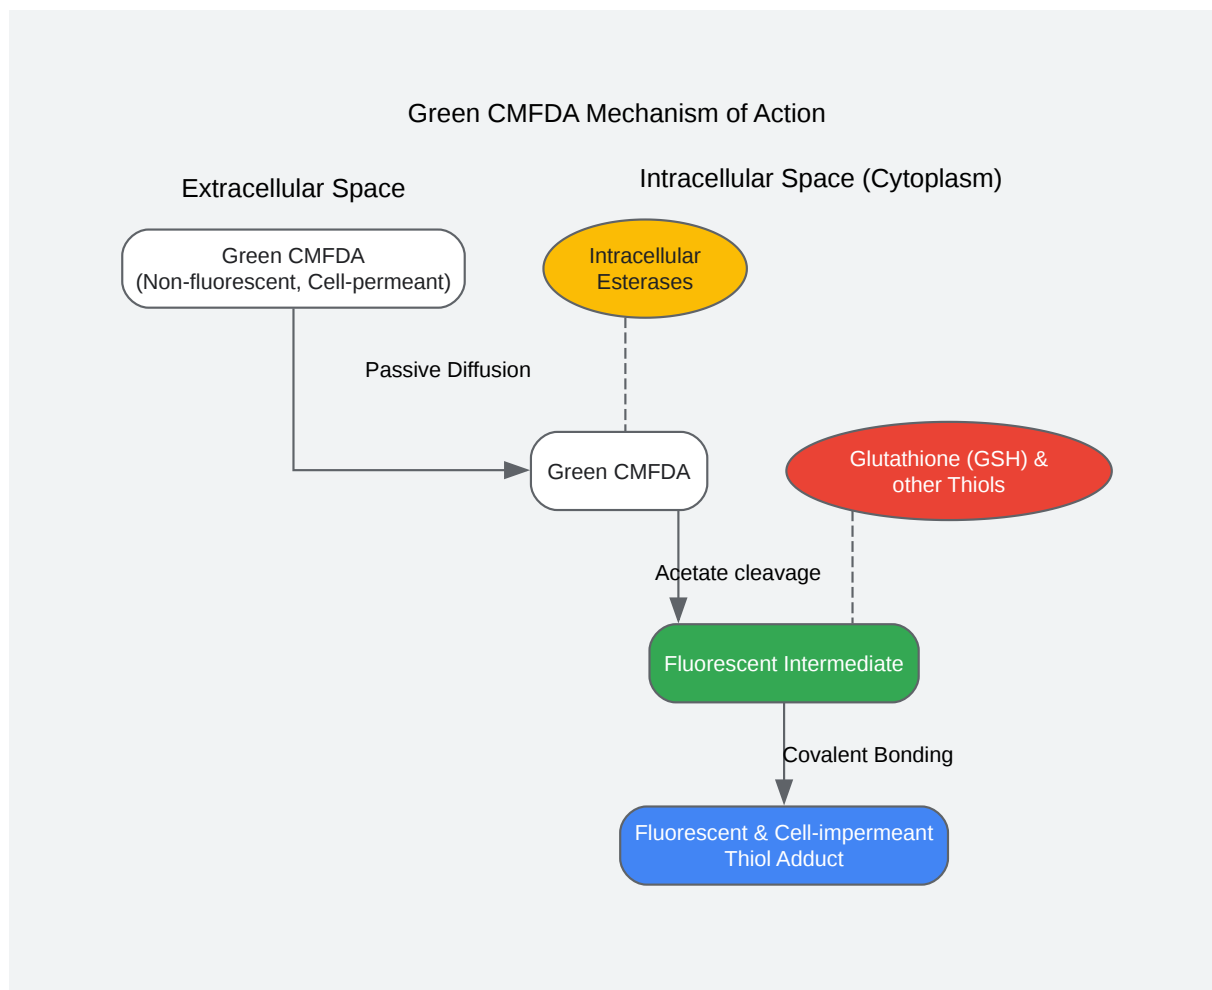 Green CMFDA Mechanism of Action
Extracellular Space
Intracellular Space (Cytoplasm)
Green CMFDA
(Non-fluorescent, Cell-permeant)
Intracellular
Esterases
Passive Diffusion
Green CMFDA
Glutathione (GSH) &
other Thiols
Acetate cleavage
Fluorescent Intermediate
Covalent Bonding
Fluorescent & Cell-impermeant
Thiol Adduct